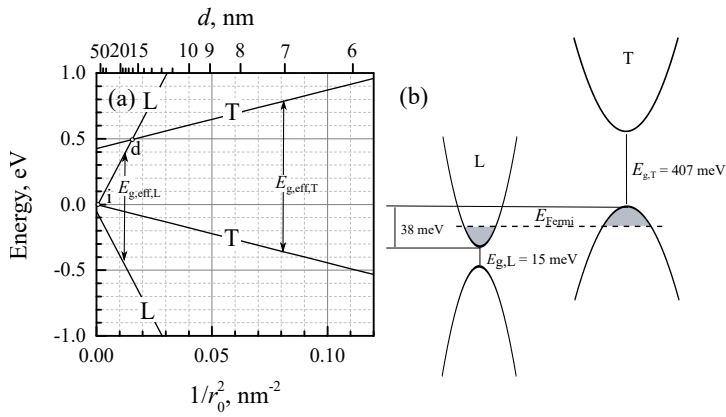 d, nm
50 20 15 10 9 8 7 6
1.0
0.5
0.0
-0.5
-1.0
Energy, eV
(a)
L
T
d
i
E_g,eff,L
E_g,eff,T
T
L
0.00 0.05 0.10
1/r_0^2, nm^-2
(b)
T
L
E_g,T = 407 meV
E_Fermi
38 meV
E_g,L = 15 meV